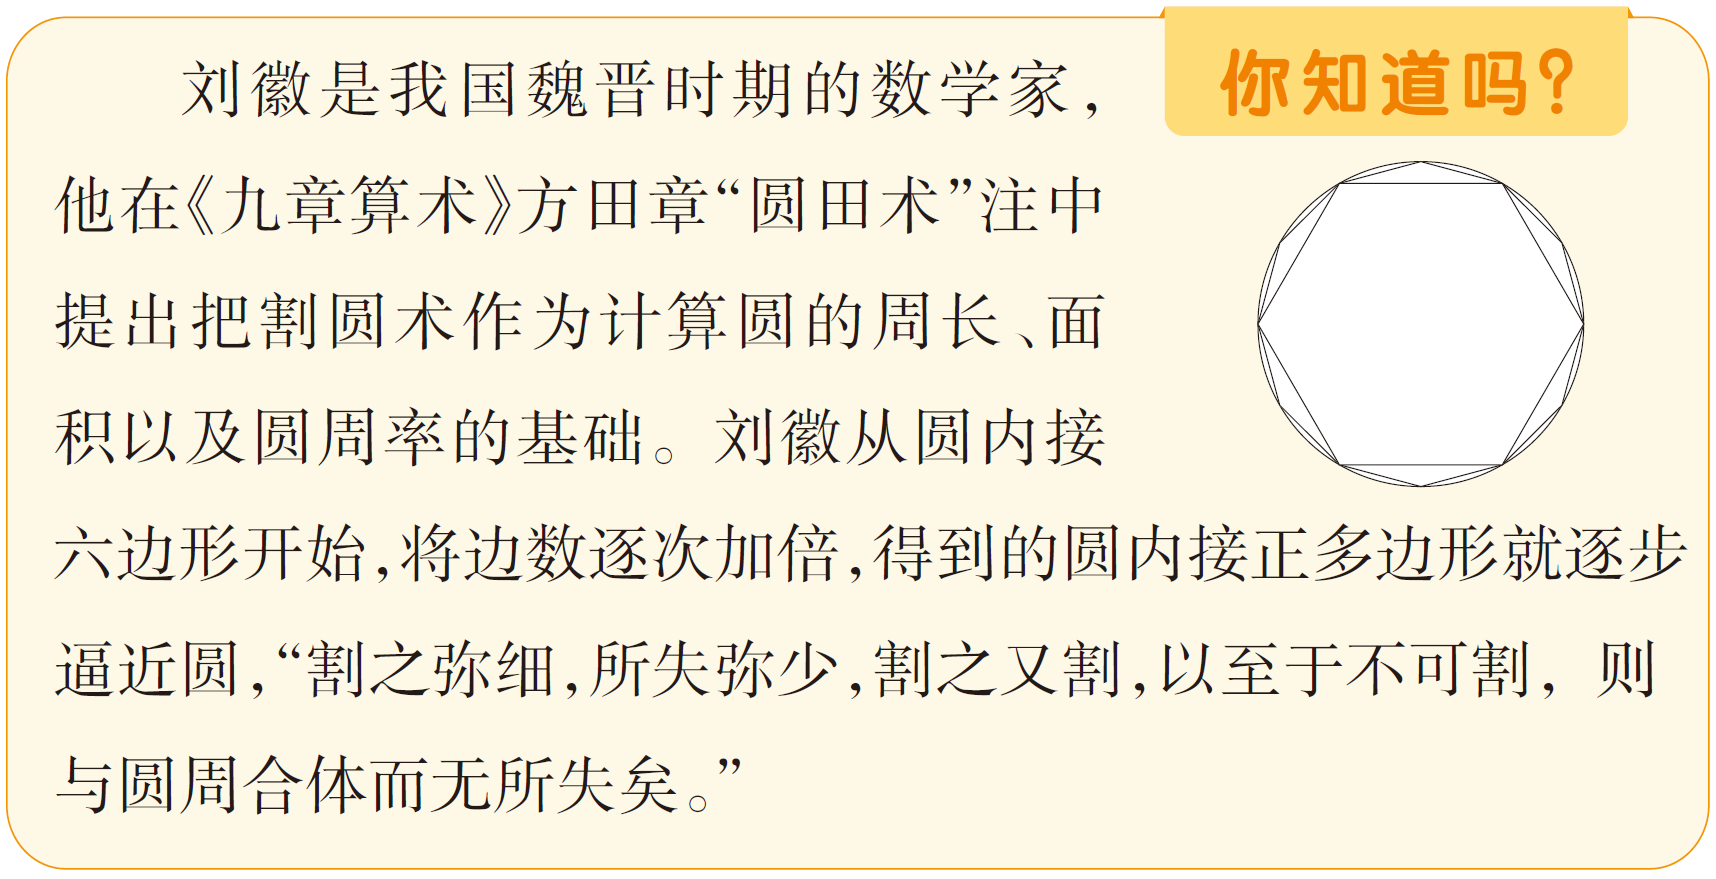 你知道吗？
刘徽是我国魏晋时期的数学家，
他在《九章算术》方田章“圆田术”注中
提出把割圆术作为计算圆的周长、面
积以及圆周率的基础。刘徽从圆内接
六边形开始，将边数逐次加倍，得到的圆内接正多边形就逐步
逼近圆，“割之弥细，所失弥少，割之又割，以至于不可割，则
与圆周合体而无所失矣。”